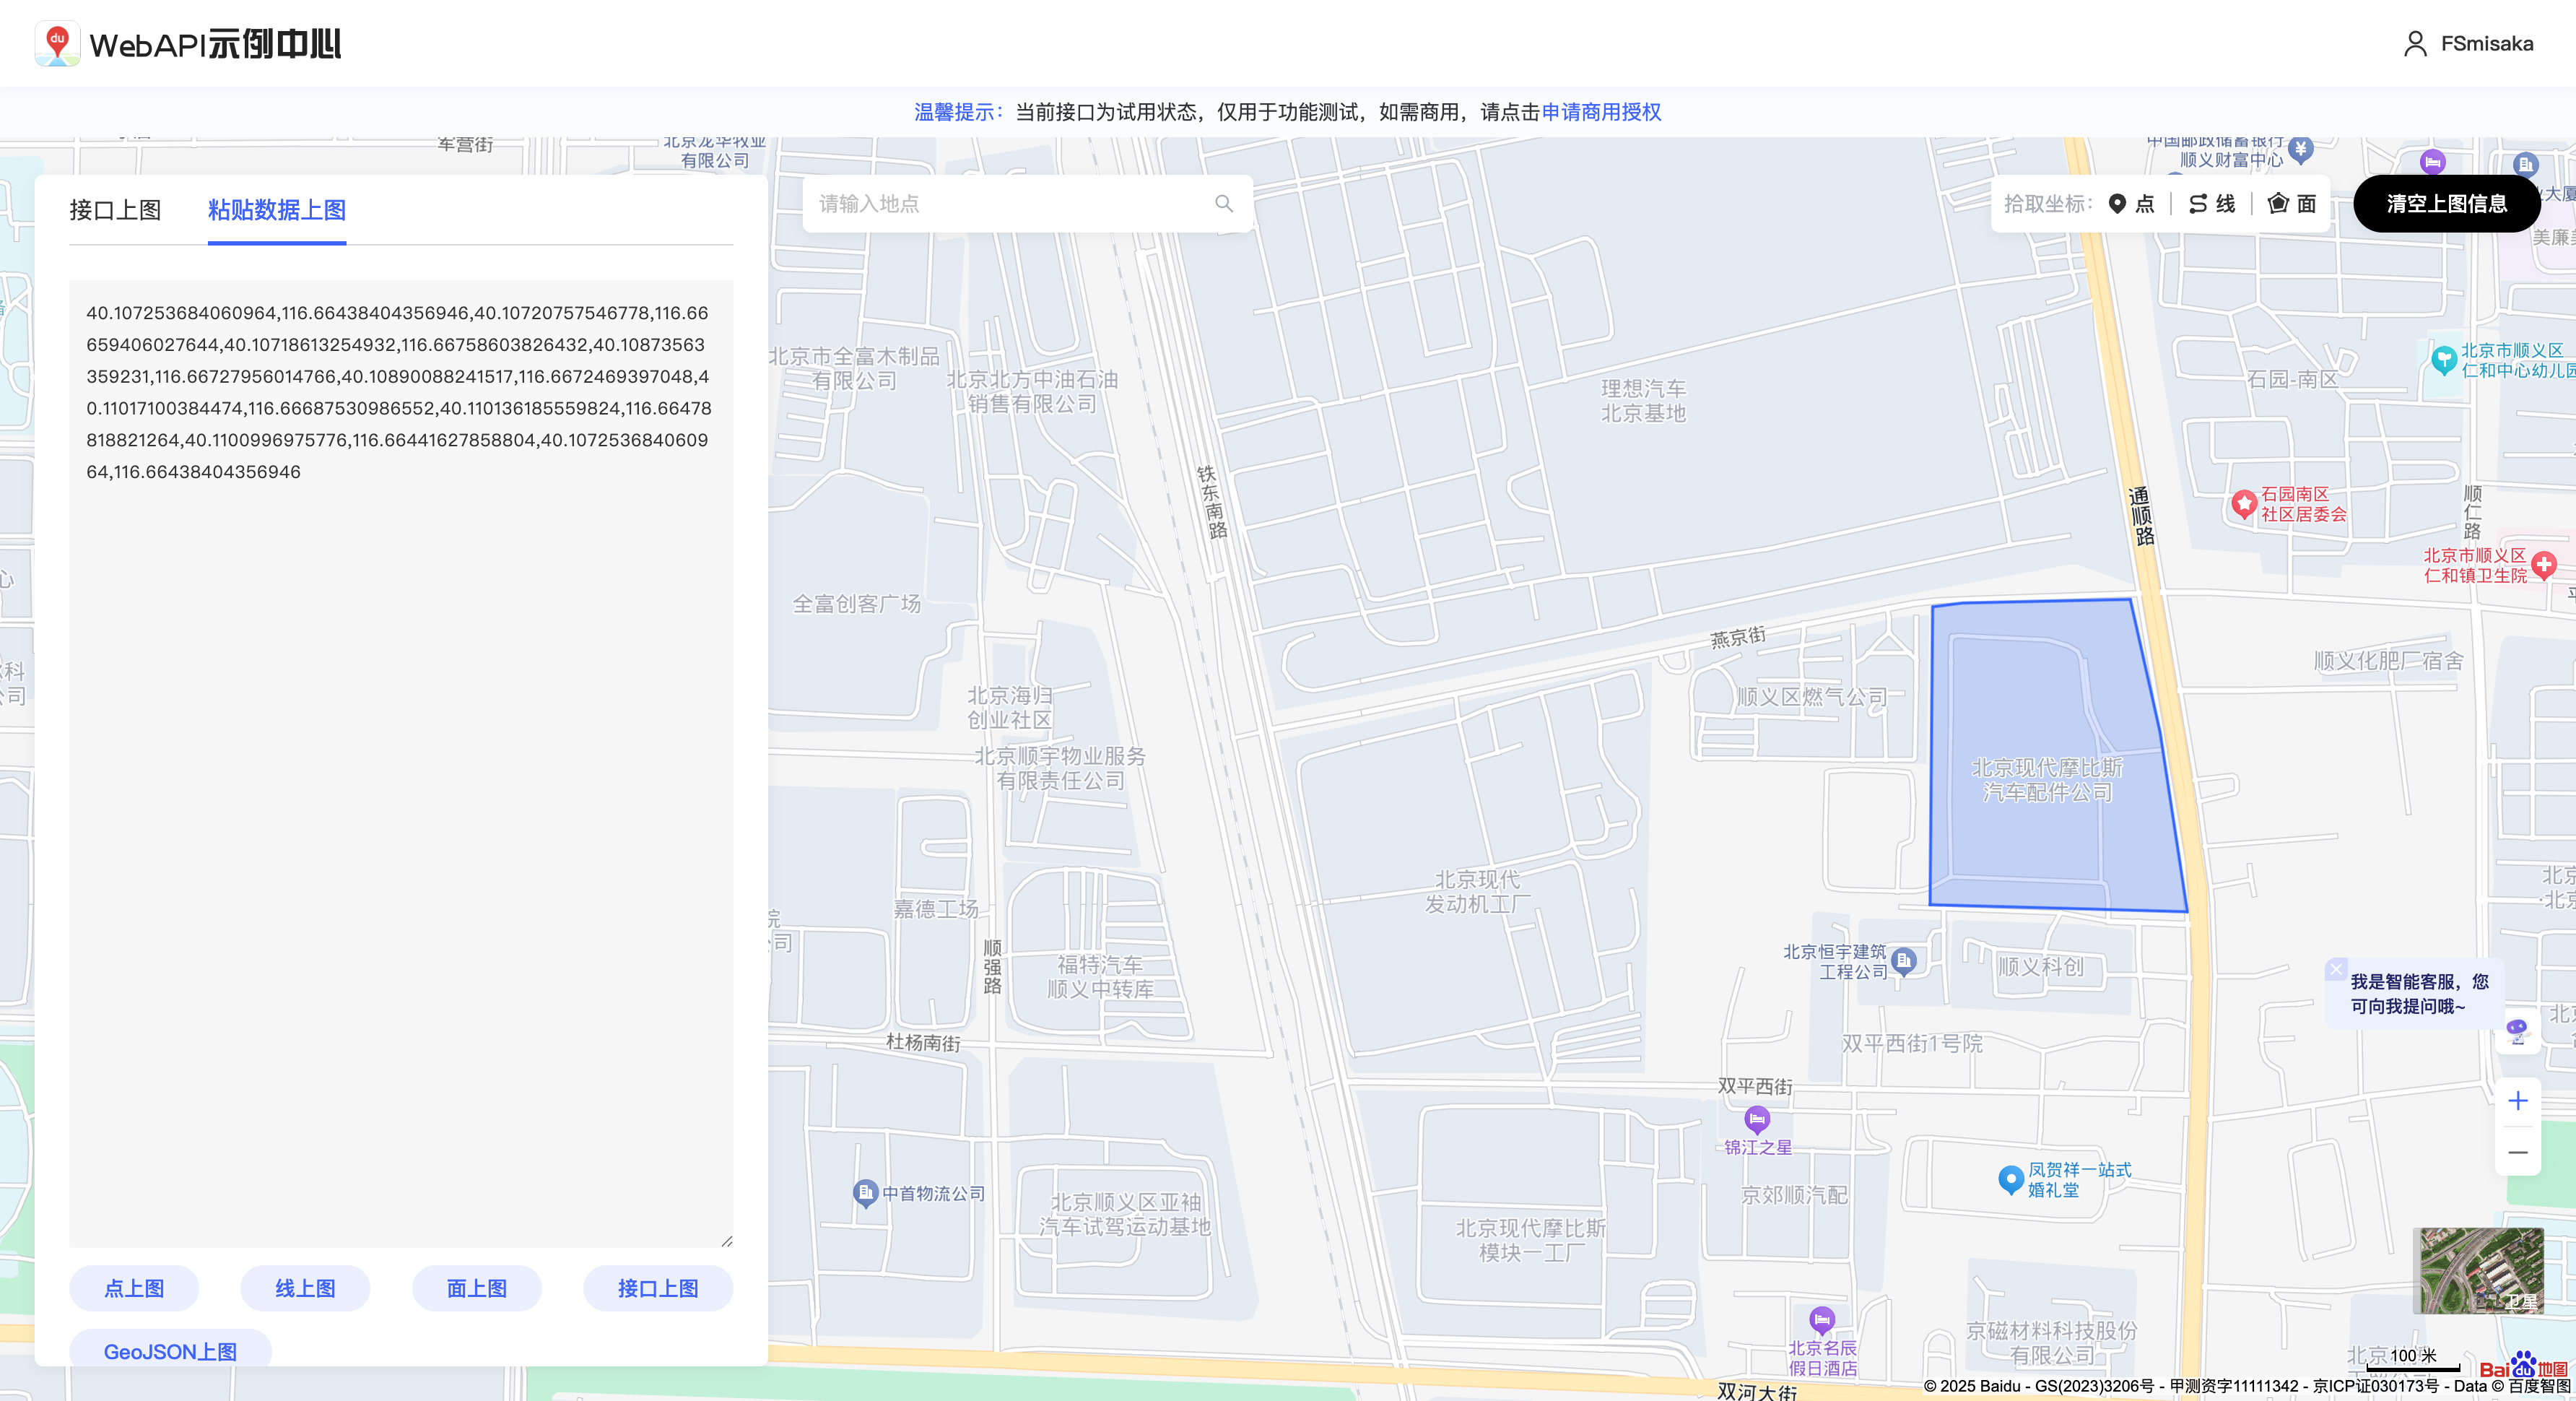 du WebAPI示例中心
FSmisaka
温馨提示：当前接口为试用状态，仅用于功能测试，如需商用，请点击申请商用授权
接口上图
粘贴数据上图
40.107253684060964,116.66438404356946,40.10720757546778,116.66
659406027644,40.10718613254932,116.66758603826432,40.10873563
359231,116.66727956014766,40.10890088241517,116.6672469397048,4
0.11017100384474,116.66687530986552,40.110136185559824,116.66478
818821264,40.1100996975776,116.66441627858804,40.1072536840609
64,116.66438404356946
点上图
线上图
面上图
接口上图
GeoJSON上图
请输入地点
拾取坐标：
点
线
面
清空上图信息
车营街
北京龙华牧业
有限公司
中国邮政储蓄银行
顺义财富中心
北京市全富木制品
有限公司
北京北方中油石油
销售有限公司
理想汽车
北京基地
石园-南区
北京市顺义区
仁和中心幼儿园
铁东南路
通顺路
顺仁路
石园南区
社区居委会
北京市顺义区
仁和镇卫生院
全富创客广场
燕京街
顺义区燃气公司
顺义化肥厂宿舍
北京海归
创业社区
北京顺宇物业服务
有限责任公司
北京现代摩比斯
汽车配件公司
北京现代
发动机工厂
嘉德工场
顺强路
福特汽车
顺义中转库
北京恒宇建筑
工程公司
顺义科创
我是智能客服，您
可向我提问哦~
杜杨南街
双平西街1号院
双平西街
锦江之星
凤贺祥一站式
婚礼堂
中首物流公司
北京顺义区亚袖
汽车试驾运动基地
京郊顺汽配
北京现代摩比斯
模块一工厂
卫星
北京名辰
假日酒店
京磁材料科技股份
有限公司
100 米
Bai du 地图
双河大街
© 2025 Baidu - GS(2023)3206号 - 甲测资字11111342 - 京ICP证030173号 - Data © 百度智图